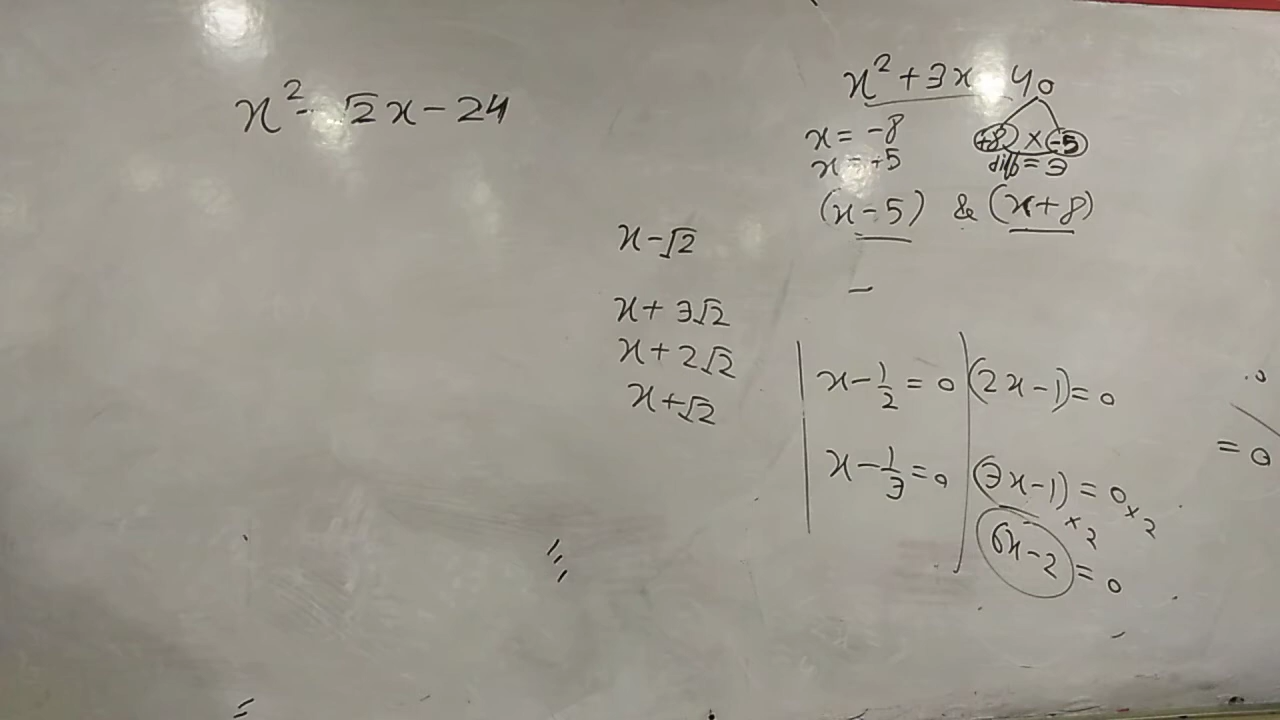 x² - √2x - 24
x² + 3x - 40
x = -8
x = +5
+8 × -5
diff = 3
(x-5) & (x+8)
x-√2
x+3√2
x+2√2
x+√2
x - 1/2 = 0
(2x-1) = 0
x - 1/3 = 0
(3x-1) = 0
×2 ×2
6x-2 = 0
= 0